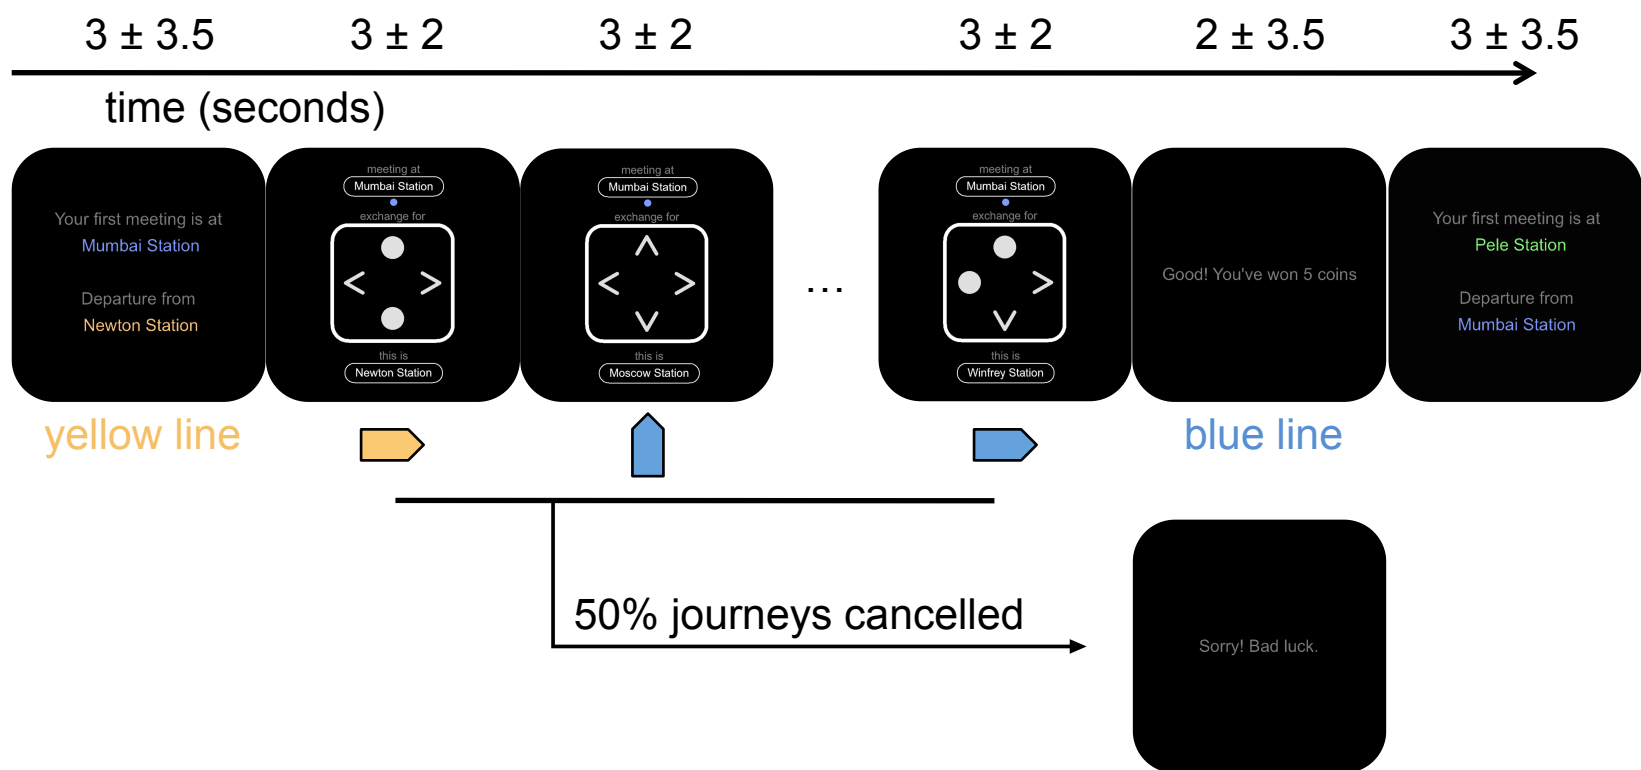 3 ± 3.5
3 ± 2
3 ± 2
3 ± 2
2 ± 3.5
3 ± 3.5
time (seconds)
Your first meeting is at
Mumbai Station
Departure from
Newton Station
meeting at
Mumbai Station
exchange for
this is
Newton Station
meeting at
Mumbai Station
exchange for
this is
Moscow Station
...
meeting at
Mumbai Station
exchange for
this is
Winfrey Station
Good! You've won 5 coins
Your first meeting is at
Pele Station
Departure from
Mumbai Station
yellow line
blue line
50% journeys cancelled
Sorry! Bad luck.